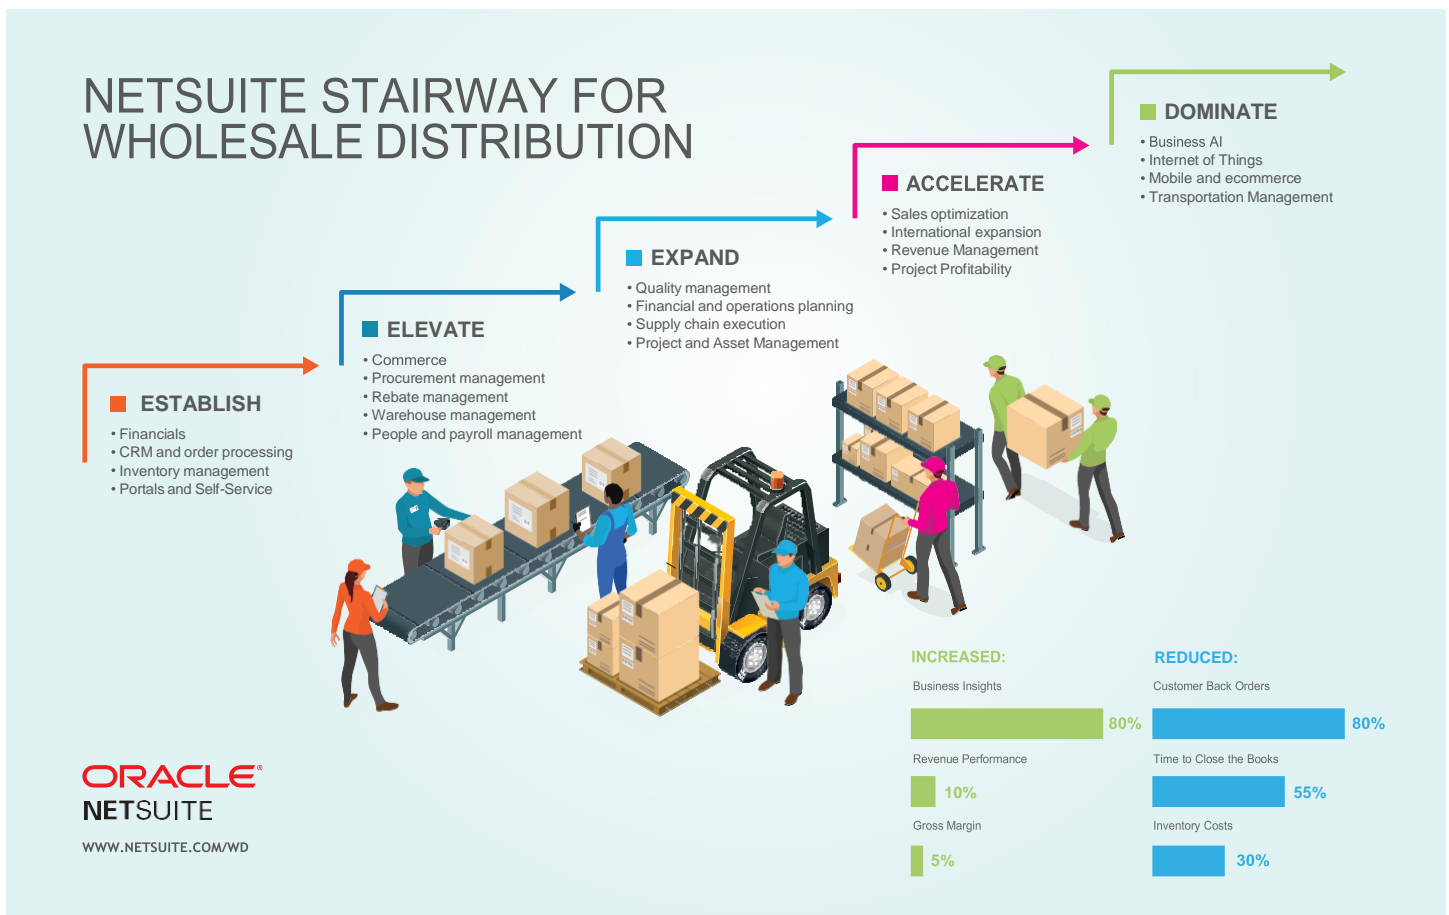 NETSUITE STAIRWAY FOR
WHOLESALE DISTRIBUTION
ESTABLISH
• Financials
• CRM and order processing
• Inventory management
• Portals and Self-Service
ELEVATE
• Commerce
• Procurement management
• Rebate management
• Warehouse management
• People and payroll management
EXPAND
• Quality management
• Financial and operations planning
• Supply chain execution
• Project and Asset Management
ACCELERATE
• Sales optimization
• International expansion
• Revenue Management
• Project Profitability
DOMINATE
• Business AI
• Internet of Things
• Mobile and ecommerce
• Transportation Management
INCREASED:
Business Insights
80%
Revenue Performance
10%
Gross Margin
5%
REDUCED:
Customer Back Orders
80%
Time to Close the Books
55%
Inventory Costs
30%
ORACLE®
NETSUITE
WWW.NETSUITE.COM/WD